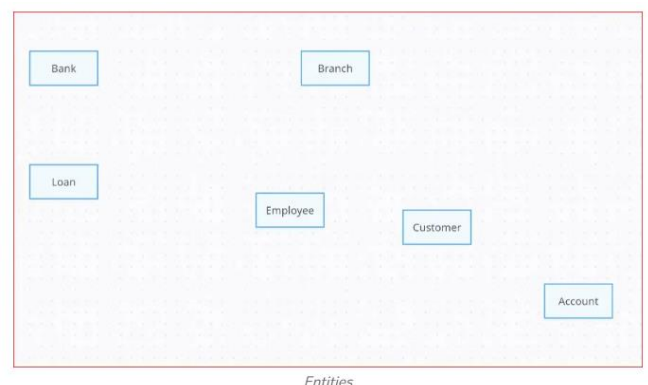 Bank
Branch
Loan
Employee
Customer
Account
Entities